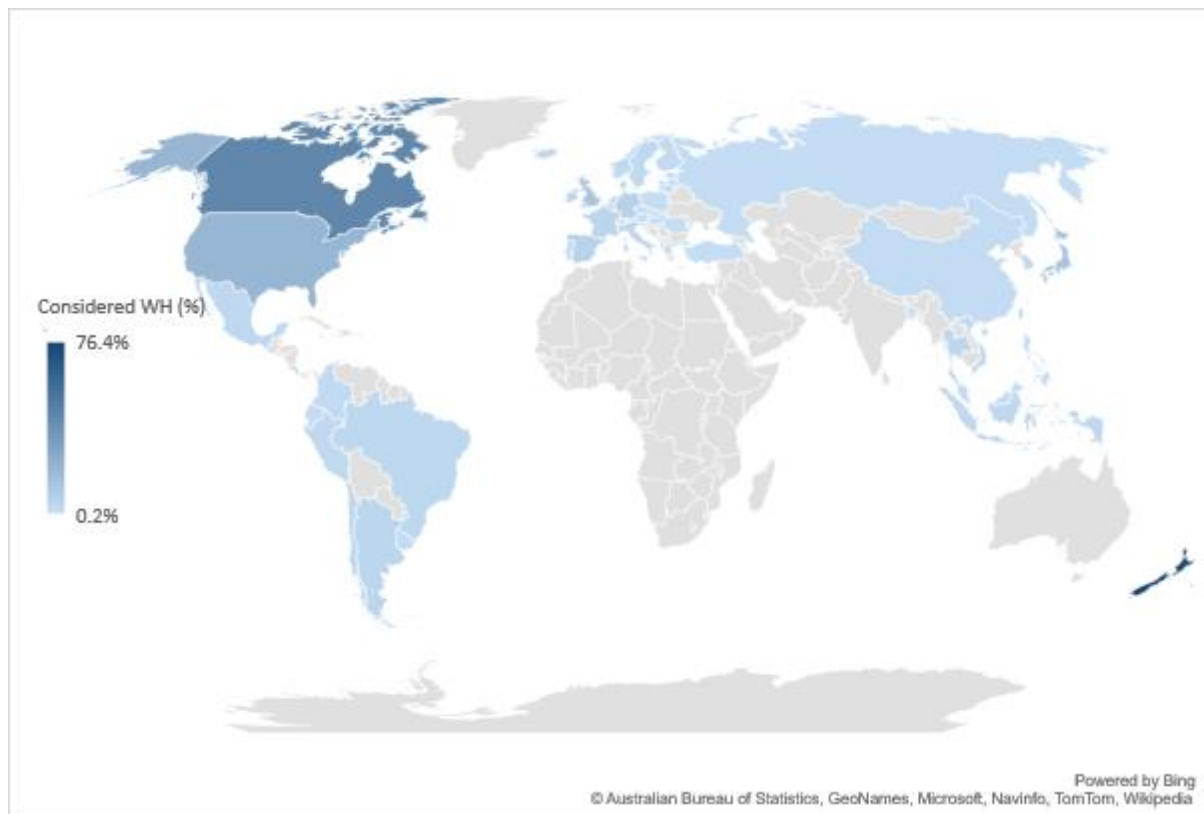 Considered WH (%)
76.4%
0.2%
Powered by Bing
© Australian Bureau of Statistics, GeoNames, Microsoft, Navinfo, TomTom, Wikipedia